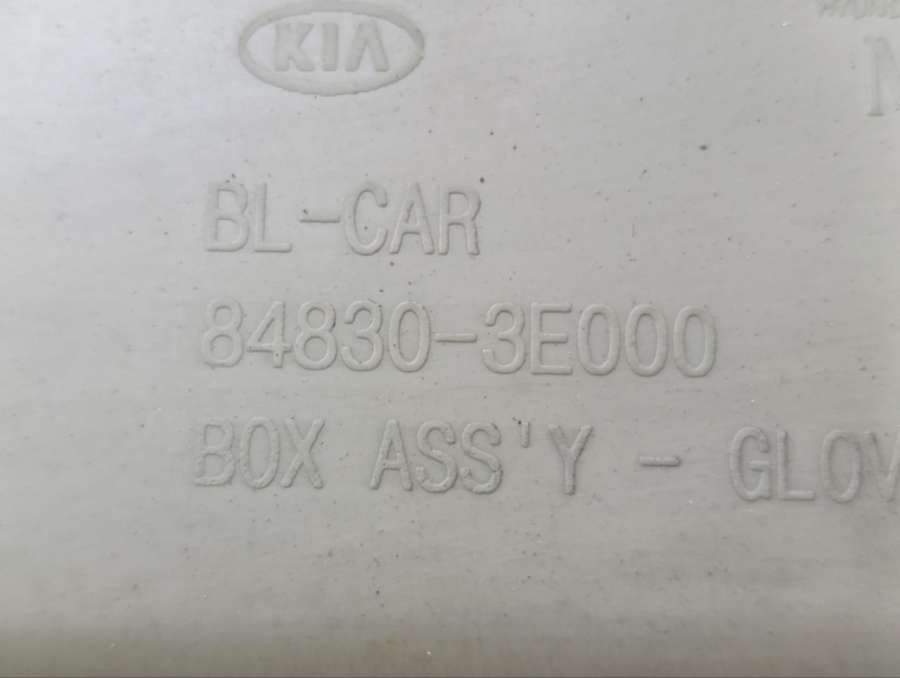 KIA
BL-CAR
84830-3E000
BOX ASS'Y - GLOV